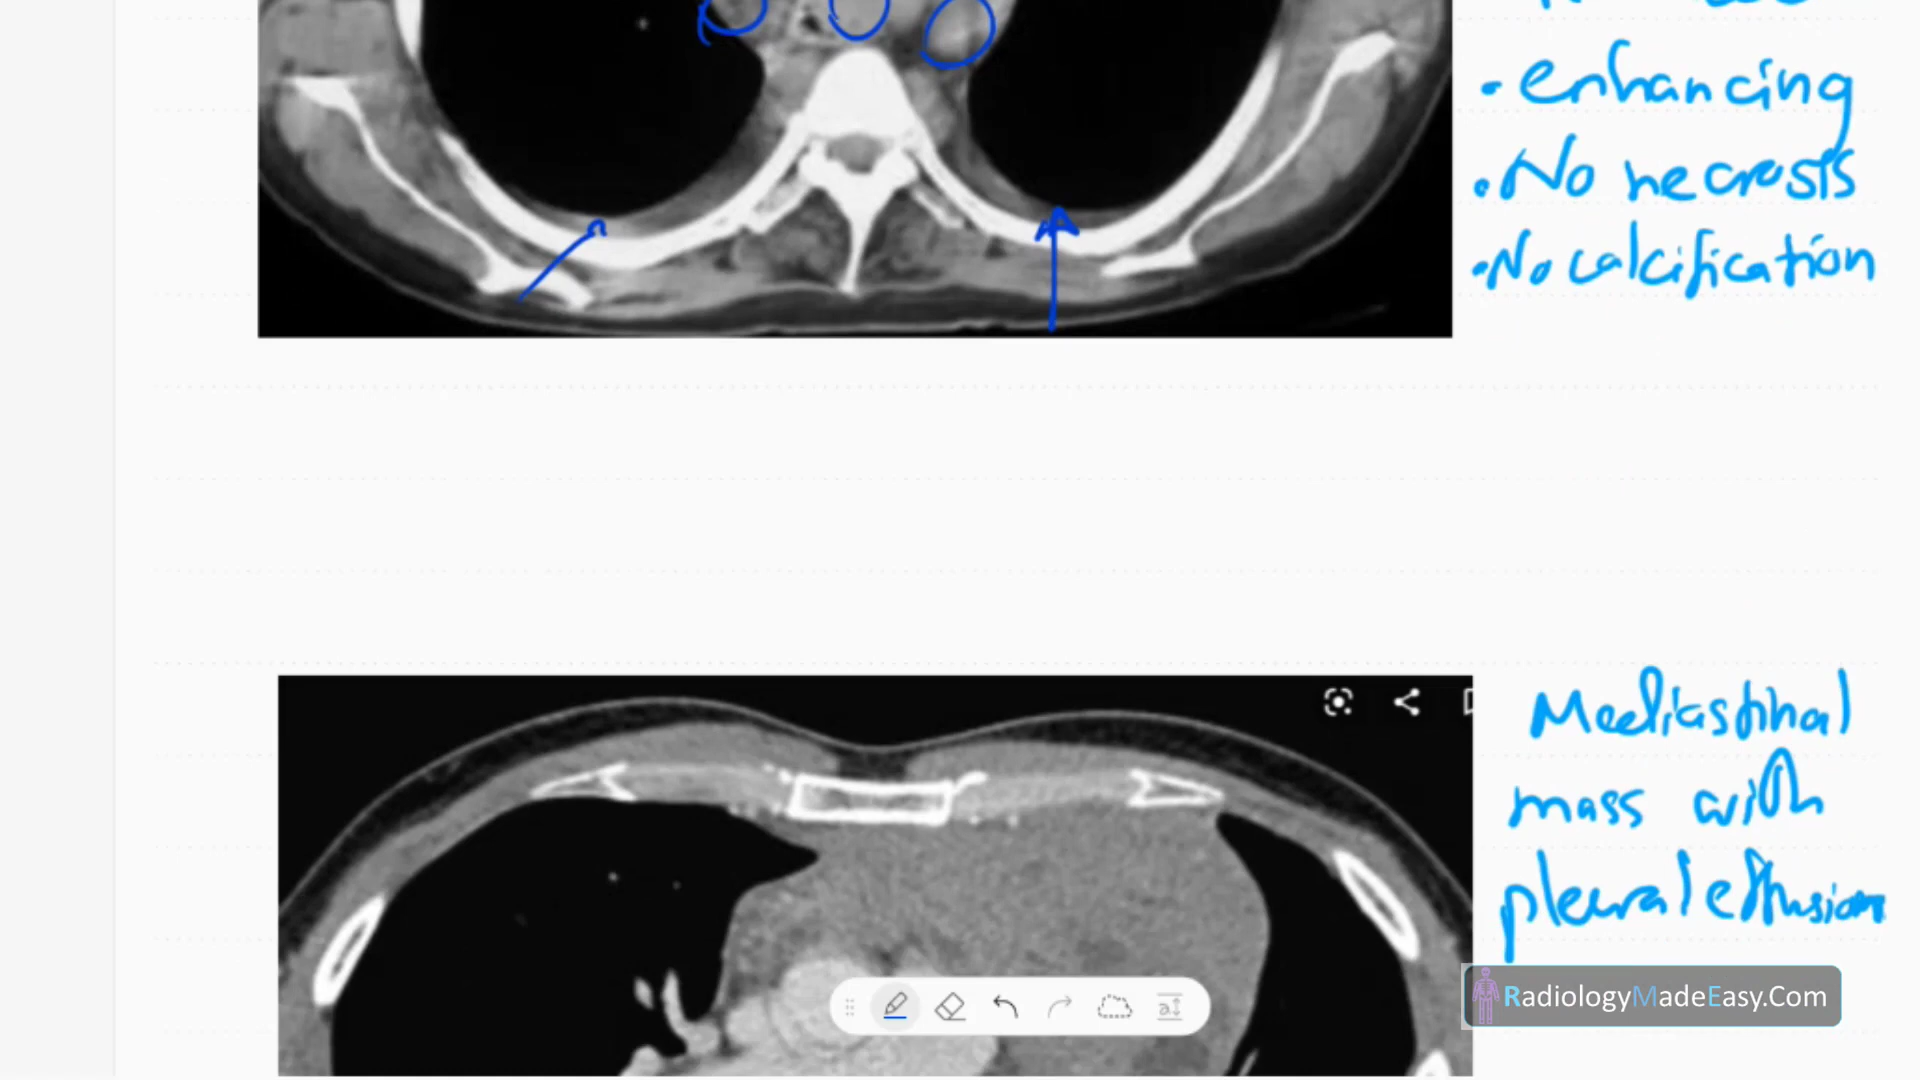 • enhancing
• No necrosis
• No calcification
Mediastinal
mass with
pleural effusion
RadiologyMadeEasy.Com